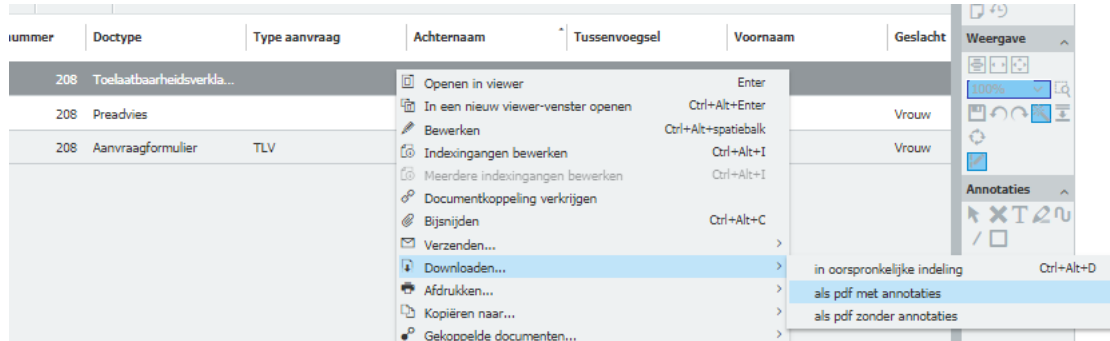 nummer Doctype Type aanvraag Achternaam Tussenvoegsel Voornaam Geslacht
208 Toelaatbaarheidsverkla...
208 Preadvies Vrouw
208 Aanvraagformulier TLV Vrouw
Openen in viewer Enter
In een nieuw viewer-venster openen Ctrl+Alt+Enter
Bewerken Ctrl+Alt+spatiebalk
Indexingangen bewerken Ctrl+Alt+I
Meerdere indexingangen bewerken Ctrl+Alt+I
Documentkoppeling verkrijgen
Bijsnijden Ctrl+Alt+C
Verzenden...
Downloaden...
Afdrukken...
Kopiëren naar...
Gekoppelde documenten...
in oorspronkelijke indeling Ctrl+Alt+D
als pdf met annotaties
als pdf zonder annotaties
Weergave
100%
Annotaties
T